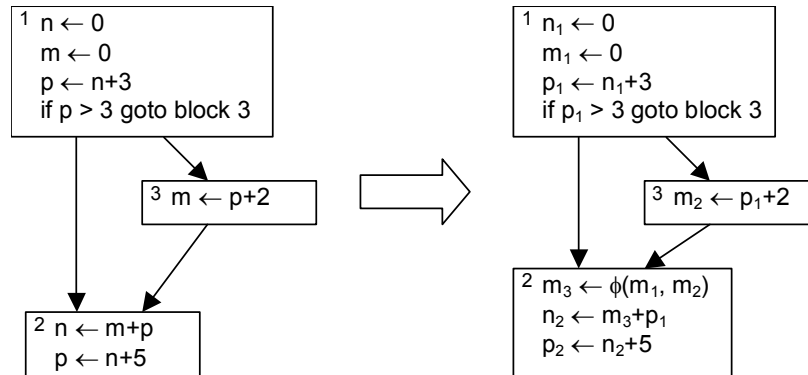 1 n ← 0
m ← 0
p ← n+3
if p > 3 goto block 3
3 m ← p+2
2 n ← m+p
p ← n+5
1 n₁ ← 0
m₁ ← 0
p₁ ← n₁+3
if p₁ > 3 goto block 3
3 m₂ ← p₁+2
2 m₃ ← ϕ(m₁, m₂)
n₂ ← m₃+p₁
p₂ ← n₂+5